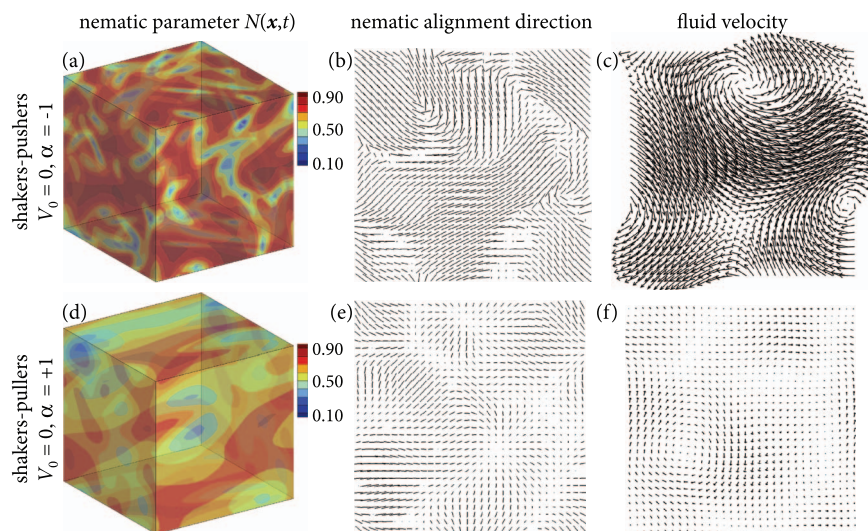 nematic parameter N(x,t) nematic alignment direction fluid velocity
(a) (b) (c)
shakers-pushers
V₀ = 0, α = -1
0.90
0.50
0.10
(d) (e) (f)
shakers-pullers
V₀ = 0, α = +1
0.90
0.50
0.10